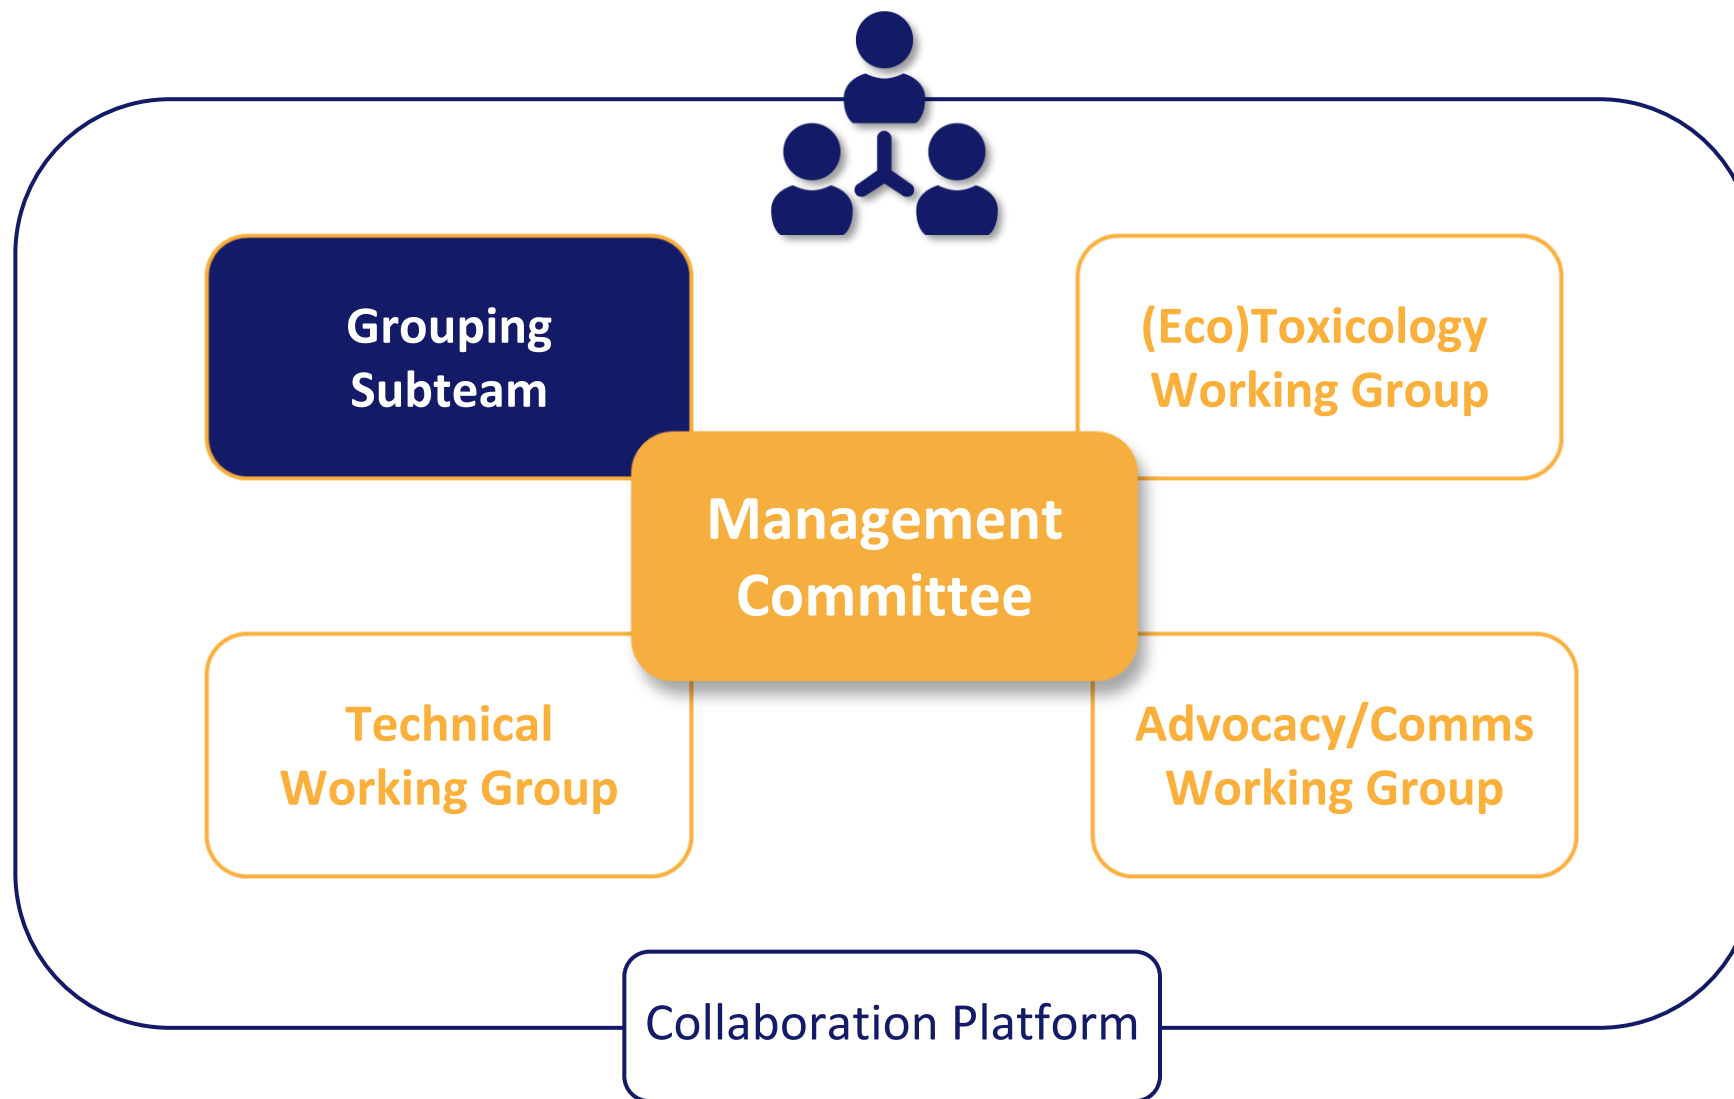 Grouping
Subteam
(Eco)Toxicology
Working Group
Management
Committee
Technical
Working Group
Advocacy/Comms
Working Group
Collaboration Platform